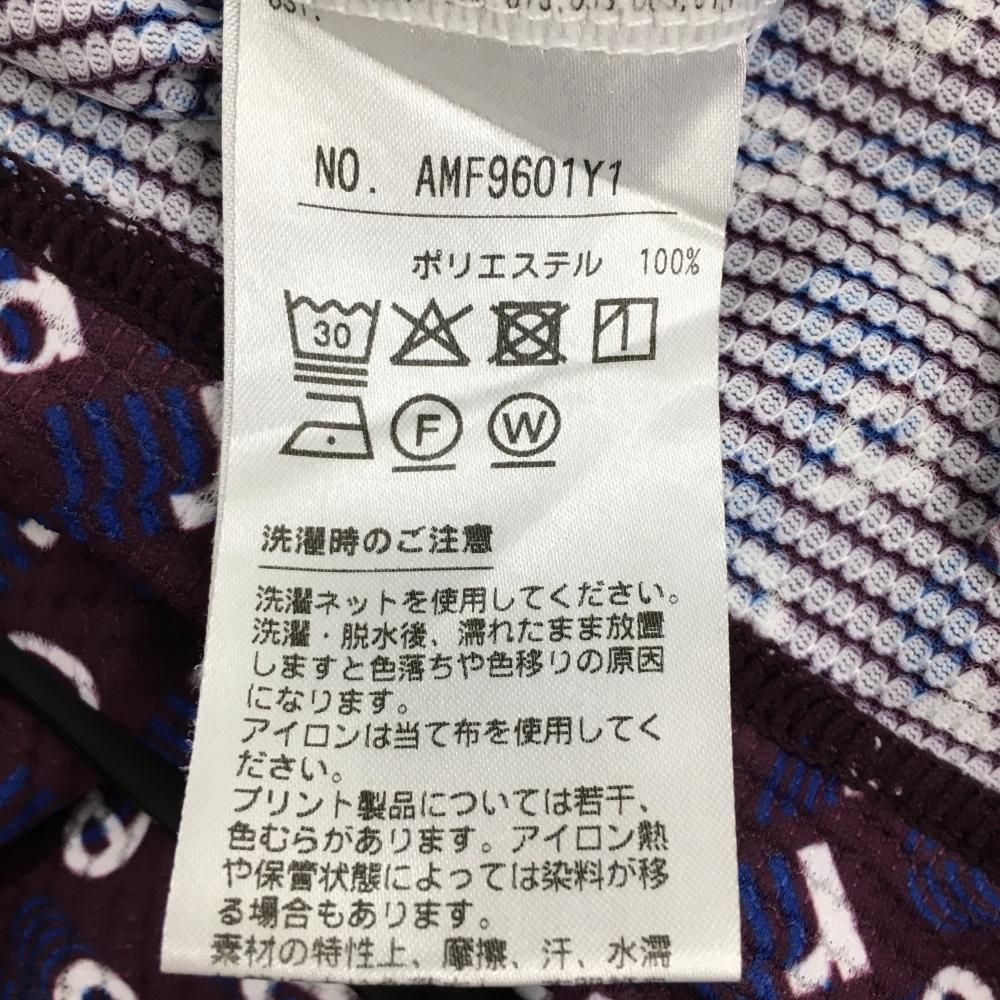 NO. AMF9601Y1
ポリエステル 100%
30
1
F W
洗濯時のご注意
洗濯ネットを使用してください。
洗濯・脱水後、濡れたまま放置
しますと色落ちや色移りの原因
になります。
アイロンは当て布を使用してく
ださい。
プリント製品については若干、
色むらがあります。アイロン熱
や保管状態によっては染料が移
る場合もあります。
素材の特性上、摩擦、汗、水濡